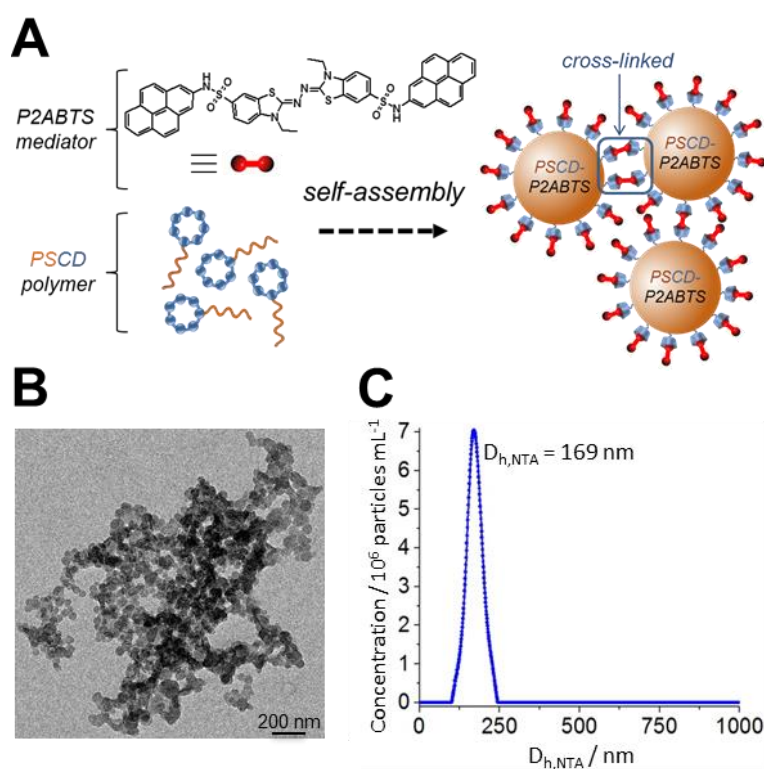 A
P2ABTS
mediator
H
N
O
S
O
N
S
N
N
S
N
O
S
O
N
H
cross-linked
self-assembly
PSCD
polymer
PSCD-
P2ABTS
PSCD-
P2ABTS
PSCD-
P2ABTS
B
200 nm
C
Concentration / 10⁶ particles mL⁻¹
7
6
5
4
3
2
1
0
Dₕ,NTA = 169 nm
0 250 500 750 1000
Dₕ,NTA / nm